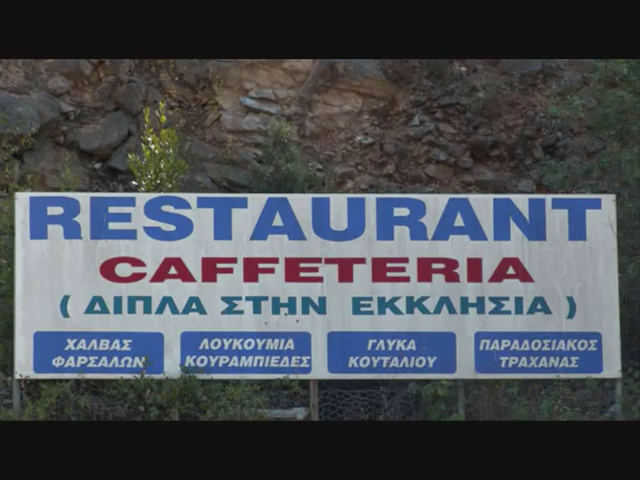 RESTAURANT
CAFFETERIA
( ΔΙΠΛΑ ΣΤΗΝ ΕΚΚΛΗΣΙΑ )
ΧΑΛΒΑΣ
ΦΑΡΣΑΛΩΝ
ΛΟΥΚΟΥΜΙΑ
ΚΟΥΡΑΜΠΙΕΔΕΣ
ΓΛΥΚΑ
ΚΟΥΤΑΛΙΟΥ
ΠΑΡΑΔΟΣΙΑΚΟΣ
ΤΡΑΧΑΝΑΣ